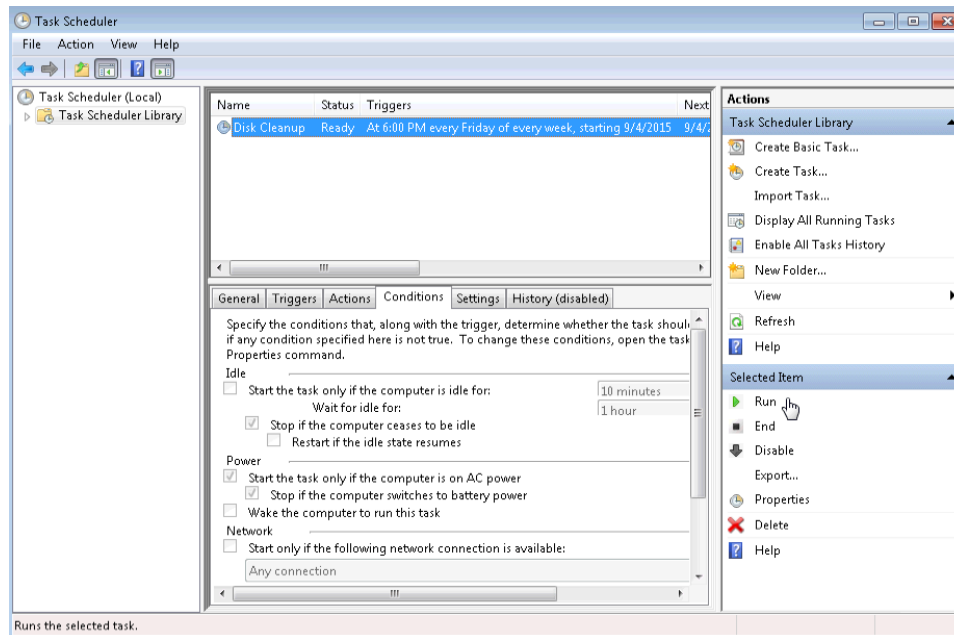 Task Scheduler
File Action View Help
Task Scheduler (Local)
Task Scheduler Library
Name Status Triggers Next
Disk Cleanup Ready At 6:00 PM every Friday of every week, starting 9/4/2015 9/4/
General Triggers Actions Conditions Settings History (disabled)
Specify the conditions that, along with the trigger, determine whether the task shoul
if any condition specified here is not true. To change these conditions, open the task
Properties command.
Idle
Start the task only if the computer is idle for: 10 minutes
Wait for idle for: 1 hour
Stop if the computer ceases to be idle
Restart if the idle state resumes
Power
Start the task only if the computer is on AC power
Stop if the computer switches to battery power
Wake the computer to run this task
Network
Start only if the following network connection is available:
Any connection
Actions
Task Scheduler Library
Create Basic Task...
Create Task...
Import Task...
Display All Running Tasks
Enable All Tasks History
New Folder...
View
Refresh
Help
Selected Item
Run
End
Disable
Export...
Properties
Delete
Help
Runs the selected task.